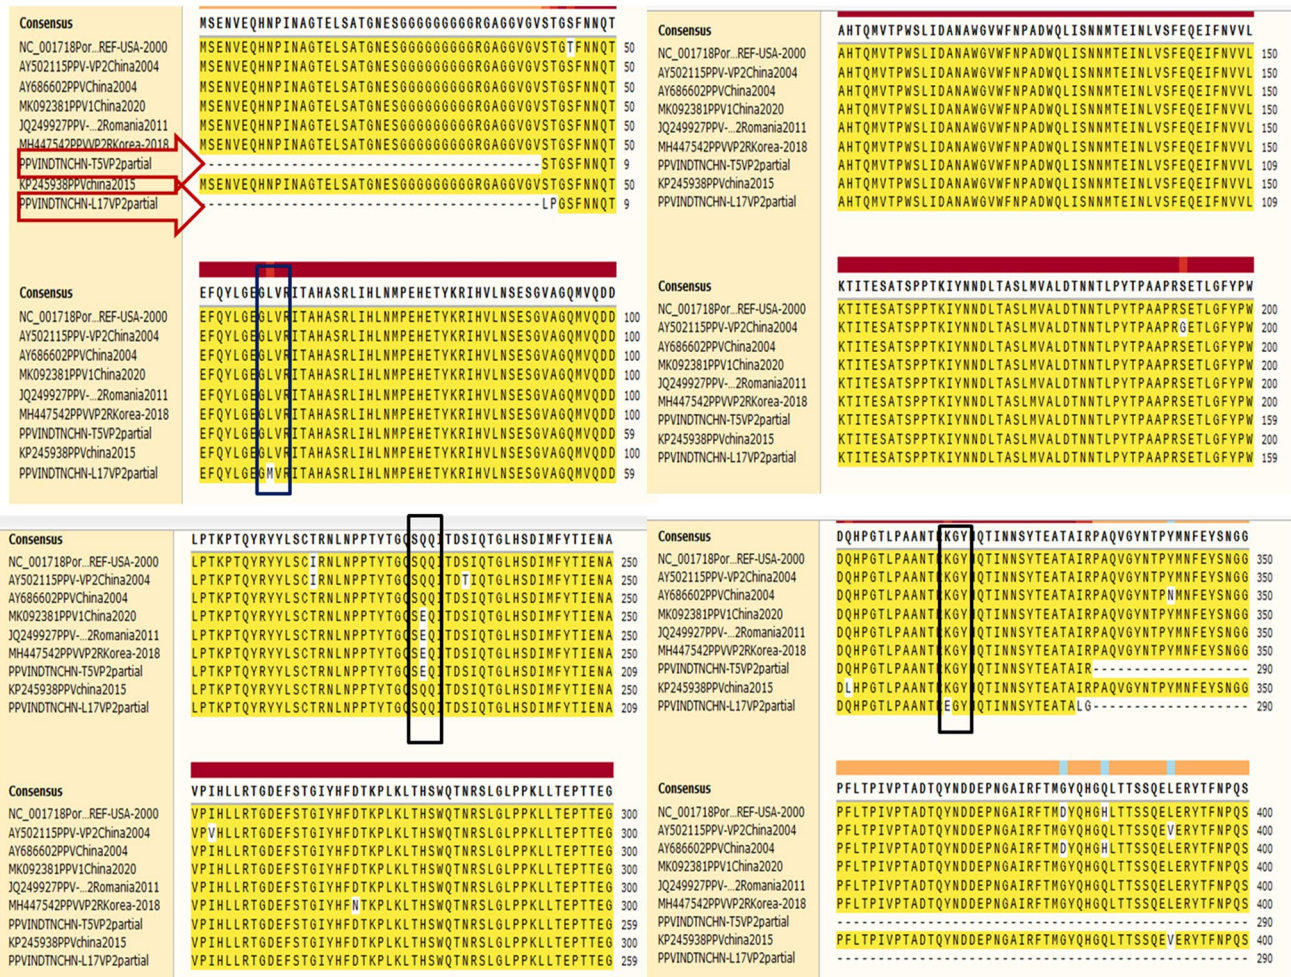 Consensus MSENVEQHNPINAGTELSATGNESGGGGGGGGGRGAGGVGVSTGSFNNQT
NC_001718Por...REF-USA-2000 MSENVEQHNPINAGTELSATGNESGGGGGGGGGRGAGGVGVSTGTFNNQT 50
AY502115PPV-VP2China2004 MSENVEQHNPINAGTELSATGNESGGGGGGGGGRGAGGVGVSTGSFNNQT 50
AY686602PPVChina2004 MSENVEQHNPINAGTELSATGNESGGGGGGGGGRGAGGVGVSTGSFNNQT 50
MK092381PPV1China2020 MSENVEQHNPINAGTELSATGNESGGGGGGGGGRGAGGVGVSTGSFNNQT 50
JQ249927PPV-...2Romania2011 MSENVEQHNPINAGTELSATGNESGGGGGGGGGRGAGGVGVSTGSFNNQT 50
MH447542PPVVP2RKorea-2018 MSENVEQHNPINAGTELSATGNESGGGGGGGGGRGAGGVGVSTGSFNNQT 50
PPVINDTNCHN-T5VP2partial -----------------------------------------STGSFNNQT 9
KP245938PPVchina2015 MSENVEQHNPINAGTELSATGNESGGGGGGGGGRGAGGVGVSTGSFNNQT 50
PPVINDTNCHN-L17VP2partial -----------------------------------------LPGSFNNQT 9
Consensus EFQYLGEGLVRITAHASRLIHLNMPEHETYKRIHVLNSESGVAGQMVQDD
NC_001718Por...REF-USA-2000 EFQYLGEGLVRITAHASRLIHLNMPEHETYKRIHVLNSESGVAGQMVQDD 100
AY502115PPV-VP2China2004 EFQYLGEGLVRITAHASRLIHLNMPEHETYKRIHVLNSESGVAGQMVQDD 100
AY686602PPVChina2004 EFQYLGEGLVRITAHASRLIHLNMPEHETYKRIHVLNSESGVAGQMVQDD 100
MK092381PPV1China2020 EFQYLGEGLVRITAHASRLIHLNMPEHETYKRIHVLNSESGVAGQMVQDD 100
JQ249927PPV-...2Romania2011 EFQYLGEGLVRITAHASRLIHLNMPEHETYKRIHVLNSESGVAGQMVQDD 100
MH447542PPVVP2RKorea-2018 EFQYLGEGLVRITAHASRLIHLNMPEHETYKRIHVLNSESGVAGQMVQDD 100
PPVINDTNCHN-T5VP2partial EFQYLGEGLVRITAHASRLIHLNMPEHETYKRIHVLNSESGVAGQMVQDD 59
KP245938PPVchina2015 EFQYLGEGLVRITAHASRLIHLNMPEHETYKRIHVLNSESGVAGQMVQDD 100
PPVINDTNCHN-L17VP2partial EFQYLGEGMVRITAHASRLIHLNMPEHETYKRIHVLNSESGVAGQMVQDD 59
Consensus AHTQMVTPWSLIDANAWGVWFNPADWQLISNNMTEINLVSFEQEIFNVVL
NC_001718Por...REF-USA-2000 AHTQMVTPWSLIDANAWGVWFNPADWQLISNNMTEINLVSFEQEIFNVVL 150
AY502115PPV-VP2China2004 AHTQMVTPWSLIDANAWGVWFNPADWQLISNNMTEINLVSFEQEIFNVVL 150
AY686602PPVChina2004 AHTQMVTPWSLIDANAWGVWFNPADWQLISNNMTEINLVSFEQEIFNVVL 150
MK092381PPV1China2020 AHTQMVTPWSLIDANAWGVWFNPADWQLISNNMTEINLVSFEQEIFNVVL 150
JQ249927PPV-...2Romania2011 AHTQMVTPWSLIDANAWGVWFNPADWQLISNNMTEINLVSFEQEIFNVVL 150
MH447542PPVVP2RKorea-2018 AHTQMVTPWSLIDANAWGVWFNPADWQLISNNMTEINLVSFEQEIFNVVL 150
PPVINDTNCHN-T5VP2partial AHTQMVTPWSLIDANAWGVWFNPADWQLISNNMTEINLVSFEQEIFNVVL 109
KP245938PPVchina2015 AHTQMVTPWSLIDANAWGVWFNPADWQLISNNMTEINLVSFEQEIFNVVL 150
PPVINDTNCHN-L17VP2partial AHTQMVTPWSLIDANAWGVWFNPADWQLISNNMTEINLVSFEQEIFNVVL 109
Consensus KTITESATSPPTKIYNNDLTASLMVALDTNNTLPYTPAAPRSETLGFYPW
NC_001718Por...REF-USA-2000 KTITESATSPPTKIYNNDLTASLMVALDTNNTLPYTPAAPRSETLGFYPW 200
AY502115PPV-VP2China2004 KTITESATSPPTKIYNNDLTASLMVALDTNNTLPYTPAAPRGETLGFYPW 200
AY686602PPVChina2004 KTITESATSPPTKIYNNDLTASLMVALDTNNTLPYTPAAPRSETLGFYPW 200
MK092381PPV1China2020 KTITESATSPPTKIYNNDLTASLMVALDTNNTLPYTPAAPRSETLGFYPW 200
JQ249927PPV-...2Romania2011 KTITESATSPPTKIYNNDLTASLMVALDTNNTLPYTPAAPRSETLGFYPW 200
MH447542PPVVP2RKorea-2018 KTITESATSPPTKIYNNDLTASLMVALDTNNTLPYTPAAPRSETLGFYPW 200
PPVINDTNCHN-T5VP2partial KTITESATSPPTKIYNNDLTASLMVALDTNNTLPYTPAAPRSETLGFYPW 159
KP245938PPVchina2015 KTITESATSPPTKIYNNDLTASLMVALDTNNTLPYTPAAPRSETLGFYPW 200
PPVINDTNCHN-L17VP2partial KTITESATSPPTKIYNNDLTASLMVALDTNNTLPYTPAAPRSETLGFYPW 159
Consensus LPTKPTQYRYYLSCTRNLNPPTYTGQSQQITDSIQTGLHSDIMFYTIENA
NC_001718Por...REF-USA-2000 LPTKPTQYRYYLSCIRNLNPPTYTGQSQQITDSIQTGLHSDIMFYTIENA 250
AY502115PPV-VP2China2004 LPTKPTQYRYYLSCIRNLNPPTYTGQSQQITDTIQTGLHSDIMFYTIENA 250
AY686602PPVChina2004 LPTKPTQYRYYLSCTRNLNPPTYTGQSQQITDSIQTGLHSDIMFYTIENA 250
MK092381PPV1China2020 LPTKPTQYRYYLSCTRNLNPPTYTGQSEQITDSIQTGLHSDIMFYTIENA 250
JQ249927PPV-...2Romania2011 LPTKPTQYRYYLSCTRNLNPPTYTGQSEQITDSIQTGLHSDIMFYTIENA 250
MH447542PPVVP2RKorea-2018 LPTKPTQYRYYLSCTRNLNPPTYTGQSEQITDSIQTGLHSDIMFYTIENA 250
PPVINDTNCHN-T5VP2partial LPTKPTQYRYYLSCTRNLNPPTYTGQSEQITDSIQTGLHSDIMFYTIENA 209
KP245938PPVchina2015 LPTKPTQYRYYLSCTRNLNPPTYTGQSQQITDSIQTGLHSDIMFYTIENA 250
PPVINDTNCHN-L17VP2partial LPTKPTQYRYYLSCTRNLNPPTYTGQSQQITDSIQTGLHSDIMFYTIENA 209
Consensus VPIHLLRTGDEFSTGIYHFDTKPLKLTHSWQTNRSLGLPPKLLTEPTTEG
NC_001718Por...REF-USA-2000 VPIHLLRTGDEFSTGIYHFDTKPLKLTHSWQTNRSLGLPPKLLTEPTTEG 300
AY502115PPV-VP2China2004 VPVHLLRTGDEFSTGIYHFDTKPLKLTHSWQTNRSLGLPPKLLTEPTTEG 300
AY686602PPVChina2004 VPIHLLRTGDEFSTGIYHFDTKPLKLTHSWQTNRSLGLPPKLLTEPTTEG 300
MK092381PPV1China2020 VPIHLLRTGDEFSTGIYHFDTKPLKLTHSWQTNRSLGLPPKLLTEPTTEG 300
JQ249927PPV-...2Romania2011 VPIHLLRTGDEFSTGIYHFDTKPLKLTHSWQTNRSLGLPPKLLTEPTTEG 300
MH447542PPVVP2RKorea-2018 VPIHLLRTGDEFSTGIYHFNTKPLKLTHSWQTNRSLGLPPKLLTEPTTEG 300
PPVINDTNCHN-T5VP2partial VPIHLLRTGDEFSTGIYHFDTKPLKLTHSWQTNRSLGLPPKLLTEPTTEG 259
KP245938PPVchina2015 VPIHLLRTGDEFSTGIYHFDTKPLKLTHSWQTNRSLGLPPKLLTEPTTEG 300
PPVINDTNCHN-L17VP2partial VPIHLLRTGDEFSTGIYHFDTKPLKLTHSWQTNRSLGLPPKLLTEPTTEG 259
Consensus DQHPGTLPAANTRKGYHQTINNSYTEATAIRPAQVGYNTPYMNFEYSNGG
NC_001718Por...REF-USA-2000 DQHPGTLPAANTRKGYHQTINNSYTEATAIRPAQVGYNTPYMNFEYSNGG 350
AY502115PPV-VP2China2004 DQHPGTLPAANTRKGYHQTINNSYTEATAIRPAQVGYNTPYMNFEYSNGG 350
AY686602PPVChina2004 DQHPGTLPAANTRKGYHQTINNSYTEATAIRPAQVGYNTPNMNFEYSNGG 350
MK092381PPV1China2020 DQHPGTLPAANTRKGYHQTINNSYTEATAIRPAQVGYNTPYMNFEYSNGG 350
JQ249927PPV-...2Romania2011 DQHPGTLPAANTRKGYHQTINNSYTEATAIRPAQVGYNTPYMNFEYSNGG 350
MH447542PPVVP2RKorea-2018 DQHPGTLPAANTRKGYHQTINNSYTEATAIRPAQVGYNTPYMNFEYSNGG 350
PPVINDTNCHN-T5VP2partial DQHPGTLPAANTRKGYHQTINNSYTEATAIR------------------- 290
KP245938PPVchina2015 DLHPGTLPAANTRKGYHQTINNSYTEATAIRPAQVGYNTPYMNFEYSNGG 350
PPVINDTNCHN-L17VP2partial DQHPGTLPAANTREGYHQTINNSYTEATALG------------------- 290
Consensus PFLTPIVPTADTQYNDDEPNGAIRFTMGYQHGQLTTSSQELERYTFNPQS
NC_001718Por...REF-USA-2000 PFLTPIVPTADTQYNDDEPNGAIRFTMDYQHGHLTTSSQELERYTFNPQS 400
AY502115PPV-VP2China2004 PFLTPIVPTADTQYNDDEPNGAIRFTMGYQHGQLTTSSQEVERYTFNPQS 400
AY686602PPVChina2004 PFLTPIVPTADTQYNDDEPNGAIRFTMDYQHGHLTTSSQELERYTFNPQS 400
MK092381PPV1China2020 PFLTPIVPTADTQYNDDEPNGAIRFTMGYQHGQLTTSSQELERYTFNPQS 400
JQ249927PPV-...2Romania2011 PFLTPIVPTADTQYNDDEPNGAIRFTMGYQHGQLTTSSQELERYTFNPQS 400
MH447542PPVVP2RKorea-2018 PFLTPIVPTADTQYNDDEPNGAIRFTMGYQHGQLTTSSQELERYTFNPQS 400
PPVINDTNCHN-T5VP2partial -------------------------------------------------- 290
KP245938PPVchina2015 PFLTPIVPTADTQYNDDEPNGAIRFTMGYQHGQLTTSSQEVERYTFNPQS 400
PPVINDTNCHN-L17VP2partial -------------------------------------------------- 290